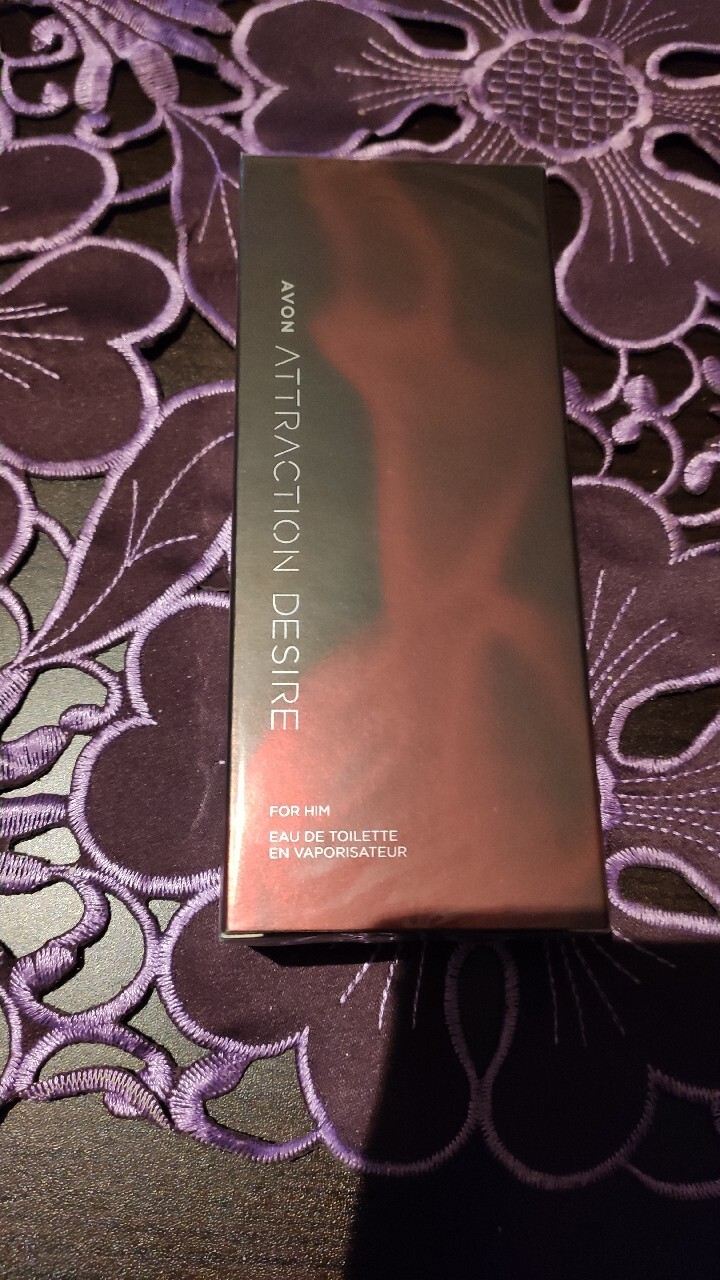 AVON ATTRACTION DESIRE
FOR HIM
EAU DE TOILETTE
EN VAPORISATEUR